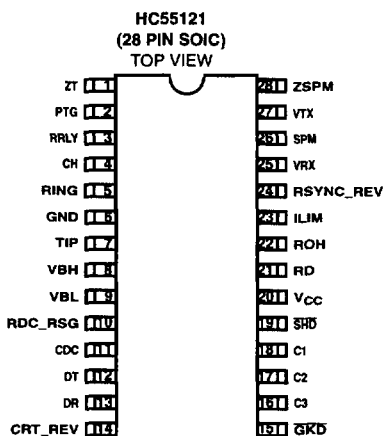 HC55121
(28 PIN SOIC)
TOP VIEW
ZT 1
PTG 2
RRLY 3
CH 4
RING 5
GND 6
TIP 7
VBH 8
VBL 9
RDC_RSG 10
CDC 11
DT 12
DR 13
CRT_REV 14
28 ZSPM
27 VTX
26 SPM
25 VRX
24 RSYNC_REV
23 ILIM
22 ROH
21 RD
20 VCC
19 SHD
18 C1
17 C2
16 C3
15 GKD